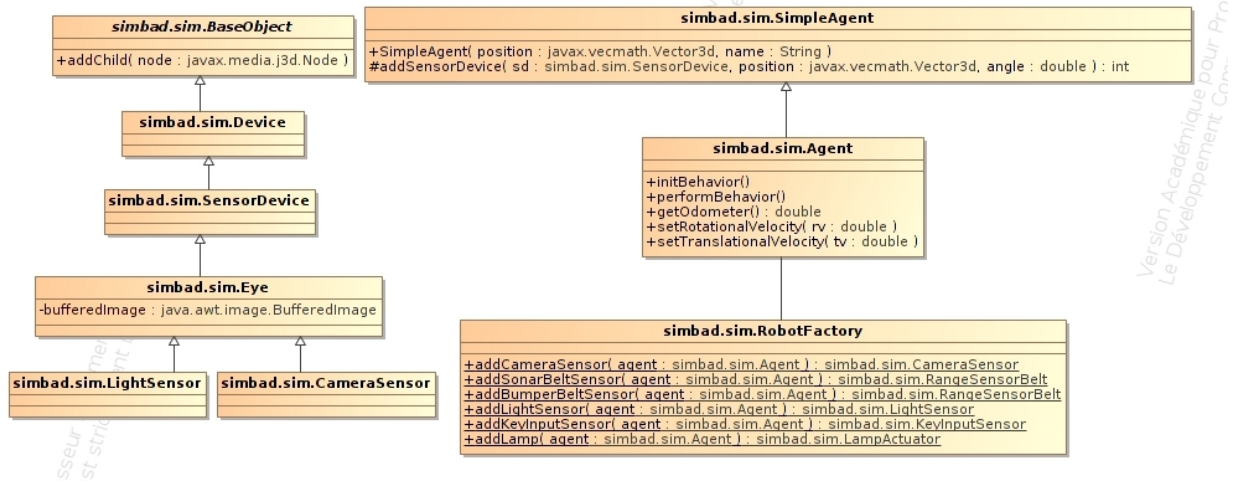 simbad.sim.BaseObject
+addChild( node : javax.media.j3d.Node )
simbad.sim.Device
simbad.sim.SensorDevice
simbad.sim.Eye
-bufferedImage : java.awt.image.BufferedImage
simbad.sim.LightSensor
simbad.sim.CameraSensor
simbad.sim.SimpleAgent
+SimpleAgent( position : javax.vecmath.Vector3d, name : String )
#addSensorDevice( sd : simbad.sim.SensorDevice, position : javax.vecmath.Vector3d, angle : double ) : int
simbad.sim.Agent
+initBehavior()
+performBehavior()
+getOdometer() : double
+setRotationalVelocity( rv : double )
+setTranslationalVelocity( tv : double )
simbad.sim.RobotFactory
+addCameraSensor( agent : simbad.sim.Agent ) : simbad.sim.CameraSensor
+addSonarBeltSensor( agent : simbad.sim.Agent ) : simbad.sim.RangeSensorBelt
+addBumperBeltSensor( agent : simbad.sim.Agent ) : simbad.sim.RangeSensorBelt
+addLightSensor( agent : simbad.sim.Agent ) : simbad.sim.LightSensor
+addKeyInputSensor( agent : simbad.sim.Agent ) : simbad.sim.KeyInputSensor
+addLamp( agent : simbad.sim.Agent ) : simbad.sim.LampActuator
Version Académique pour Pro
Le Développement Com
sseur
st stric